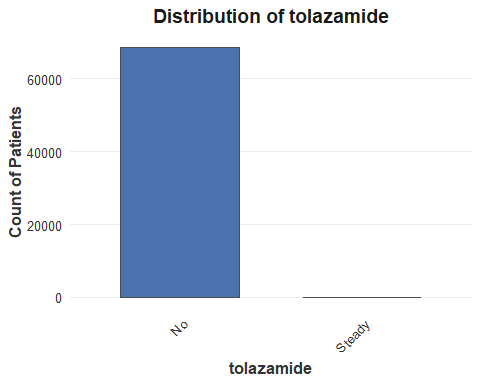 Distribution of tolazamide
Count of Patients
60000
40000
20000
0
No
Steady
tolazamide